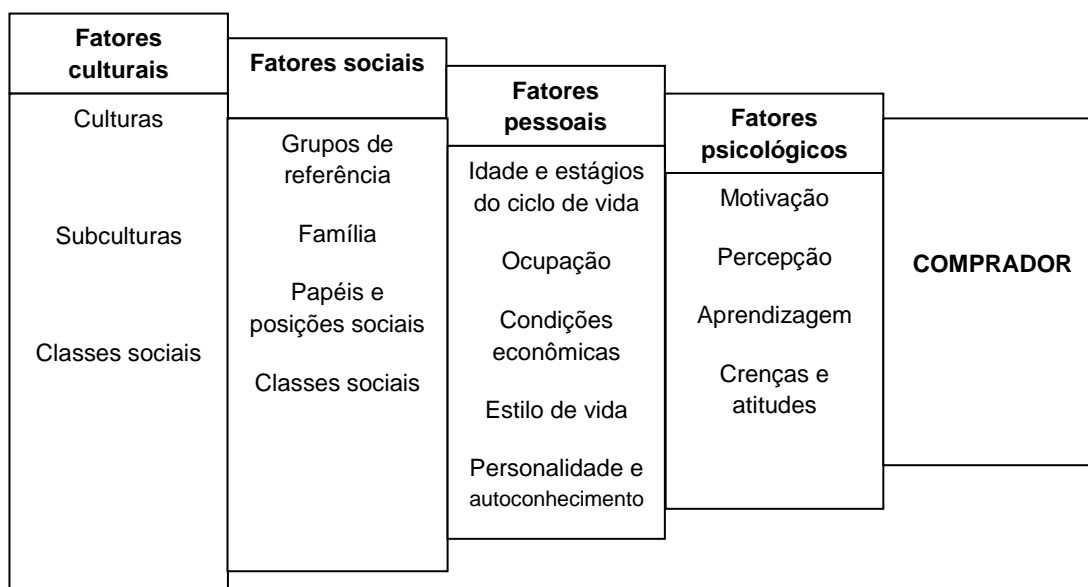 Fatores
culturais
Culturas
Subculturas
Classes sociais
Fatores sociais
Grupos de
referência
Família
Papéis e
posições sociais
Classes sociais
Fatores
pessoais
Idade e estágios
do ciclo de vida
Ocupação
Condições
econômicas
Estilo de vida
Personalidade e
autoconhecimento
Fatores
psicológicos
Motivação
Percepção
Aprendizagem
Crenças e
atitudes
COMPRADOR